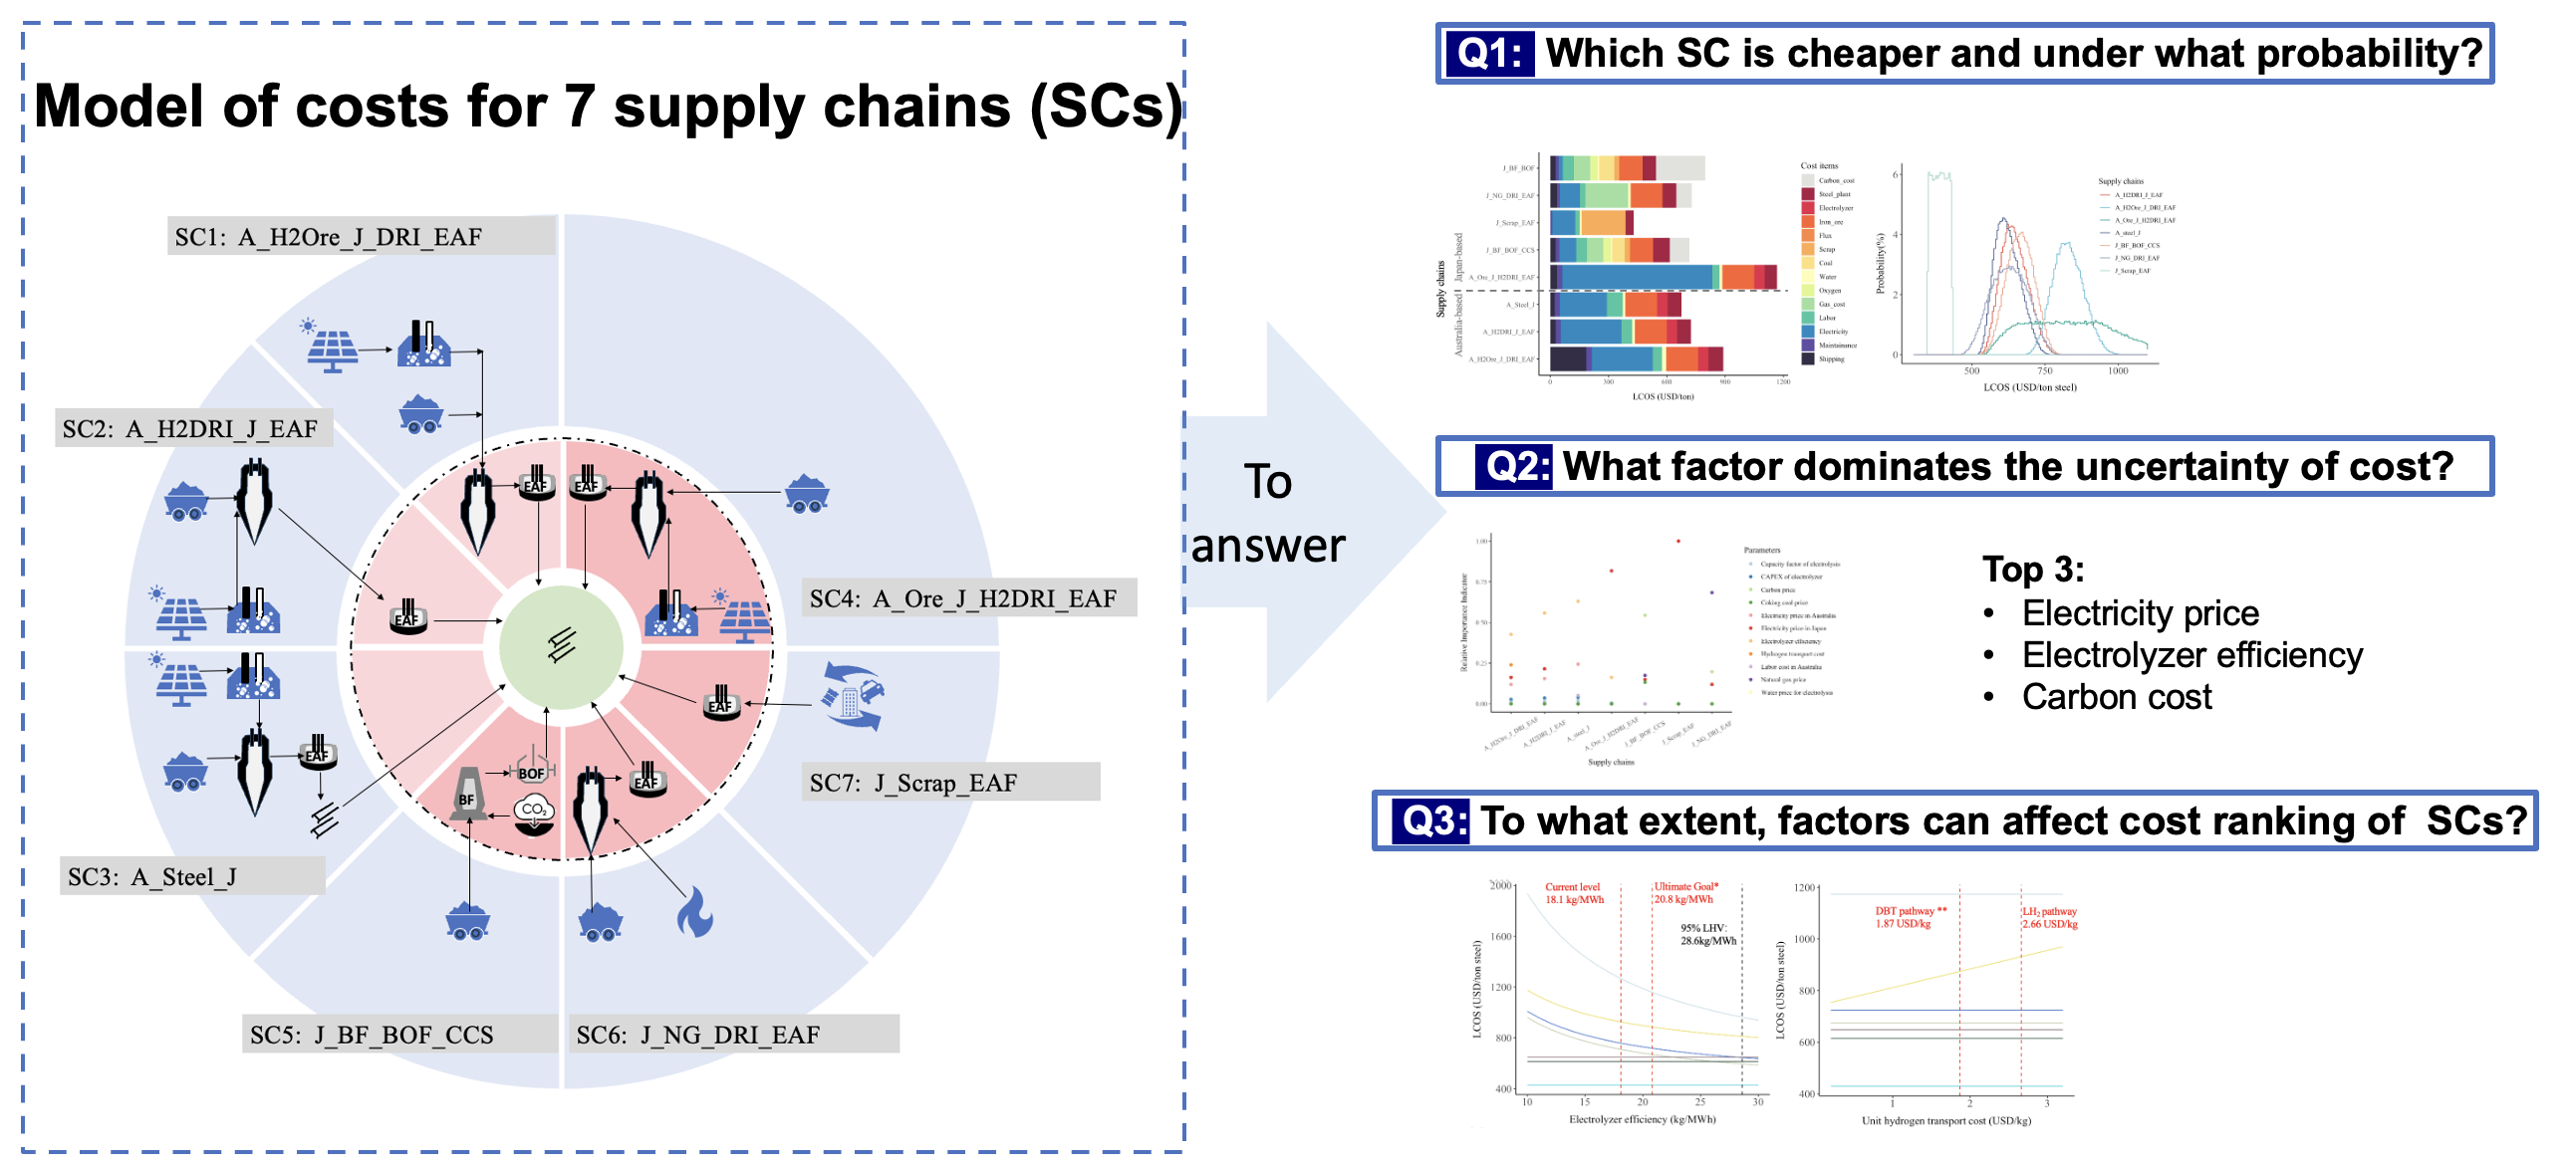 Model of costs for 7 supply chains (SCs)
SC1: A_H2Ore_J_DRI_EAF
SC2: A_H2DRI_J_EAF
SC3: A_Steel_J
SC4: A_Ore_J_H2DRI_EAF
SC7: J_Scrap_EAF
SC5: J_BF_BOF_CCS
SC6: J_NG_DRI_EAF
EAF
EAF
EAF
EAF
EAF
EAF
BOF
BF
CO2
To
answer
Q1: Which SC is cheaper and under what probability?
Supply chains
Japan-based
Australia-based
J_BF_BOF
J_NG_DRI_EAF
J_Scrap_EAF
J_BF_BOF_CCS
A_Ore_J_H2DRI_EAF
A_Steel_J
A_H2DRI_J_EAF
A_H2Ore_J_DRI_EAF
0 300 600 900 1200
LCOS (USD/ton)
Cost items
Carbon_cost
Steel_plant
Electrolyzer
Iron_ore
Flux
Scrap
Coal
Water
Oxygen
Gas_cost
Labor
Electricity
Maintainance
Shipping
Probability(%)
6
4
2
0
500 750 1000
LCOS (USD/ton steel)
Supply chains
A_H2DRI_J_EAF
A_H2Ore_J_DRI_EAF
A_Ore_J_H2DRI_EAF
A_steel_J
J_BF_BOF_CCS
J_NG_DRI_EAF
J_Scrap_EAF
Q2: What factor dominates the uncertainty of cost?
Relative Importance Indicator
1.00
0.75
0.50
0.25
0.00
A_H2Ore_J_DRI_EAF
A_H2DRI_J_EAF
A_steel_J
A_Ore_J_H2DRI_EAF
J_BF_BOF_CCS
J_Scrap_EAF
J_NG_DRI_EAF
Supply chains
Parameters
Capacity factor of electrolysis
CAPEX of electrolyzer
Carbon price
Coking coal price
Electricity price in Australia
Electricity price in Japan
Electrolyzer efficiency
Hydrogen transport cost
Labor cost in Australia
Natural gas price
Water price for electrolysis
Top 3:
• Electricity price
• Electrolyzer efficiency
• Carbon cost
Q3: To what extent, factors can affect cost ranking of SCs?
LCOS (USD/ton steel)
2000
1600
1200
800
400
Current level
18.1 kg/MWh
Ultimate Goal*
20.8 kg/MWh
95% LHV:
28.6kg/MWh
10 15 20 25 30
Electrolyzer efficiency (kg/MWh)
LCOS (USD/ton steel)
1200
1000
800
600
400
DBT pathway **
1.87 USD/kg
LH2 pathway
2.66 USD/kg
1 2 3
Unit hydrogen transport cost (USD/kg)